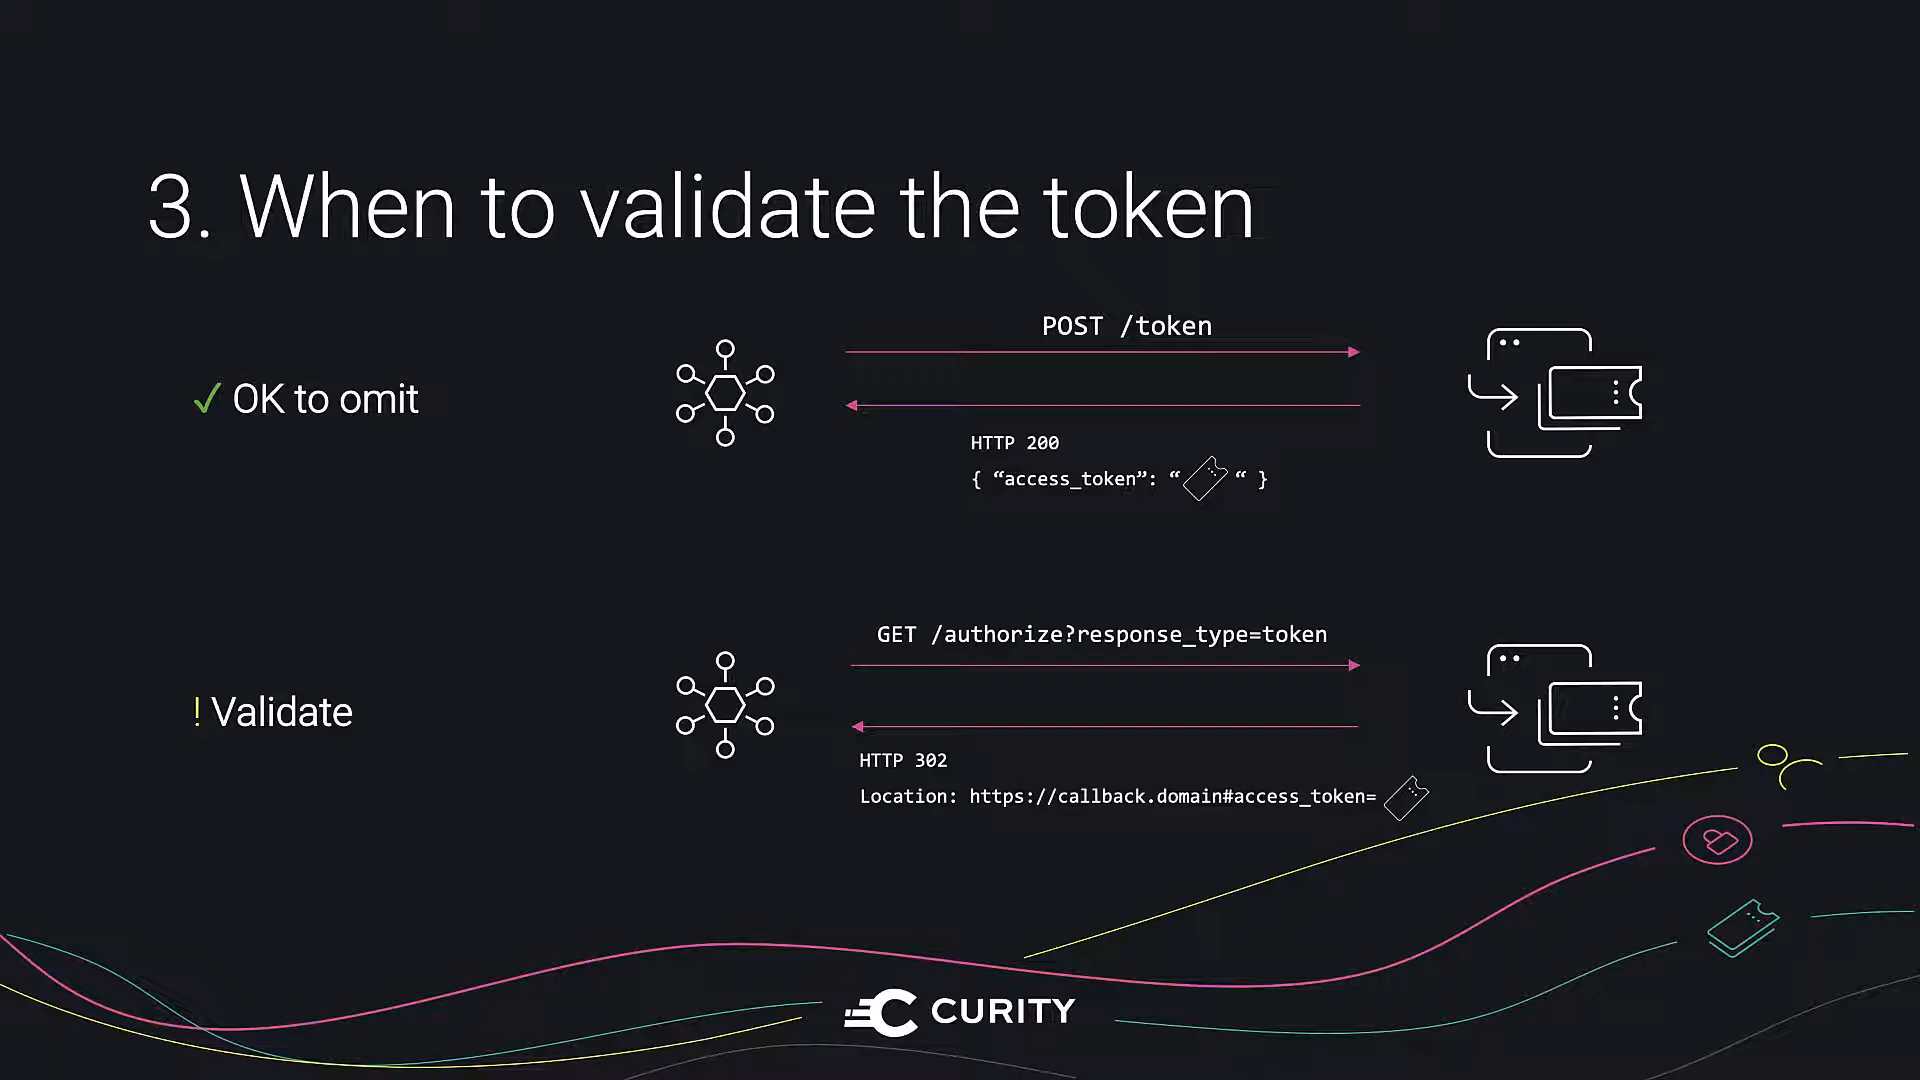 3. When to validate the token
POST /token
✓ OK to omit
HTTP 200
{ “access_token”: “ “ }
GET /authorize?response_type=token
! Validate
HTTP 302
Location: https://callback.domain#access_token=
CURITY